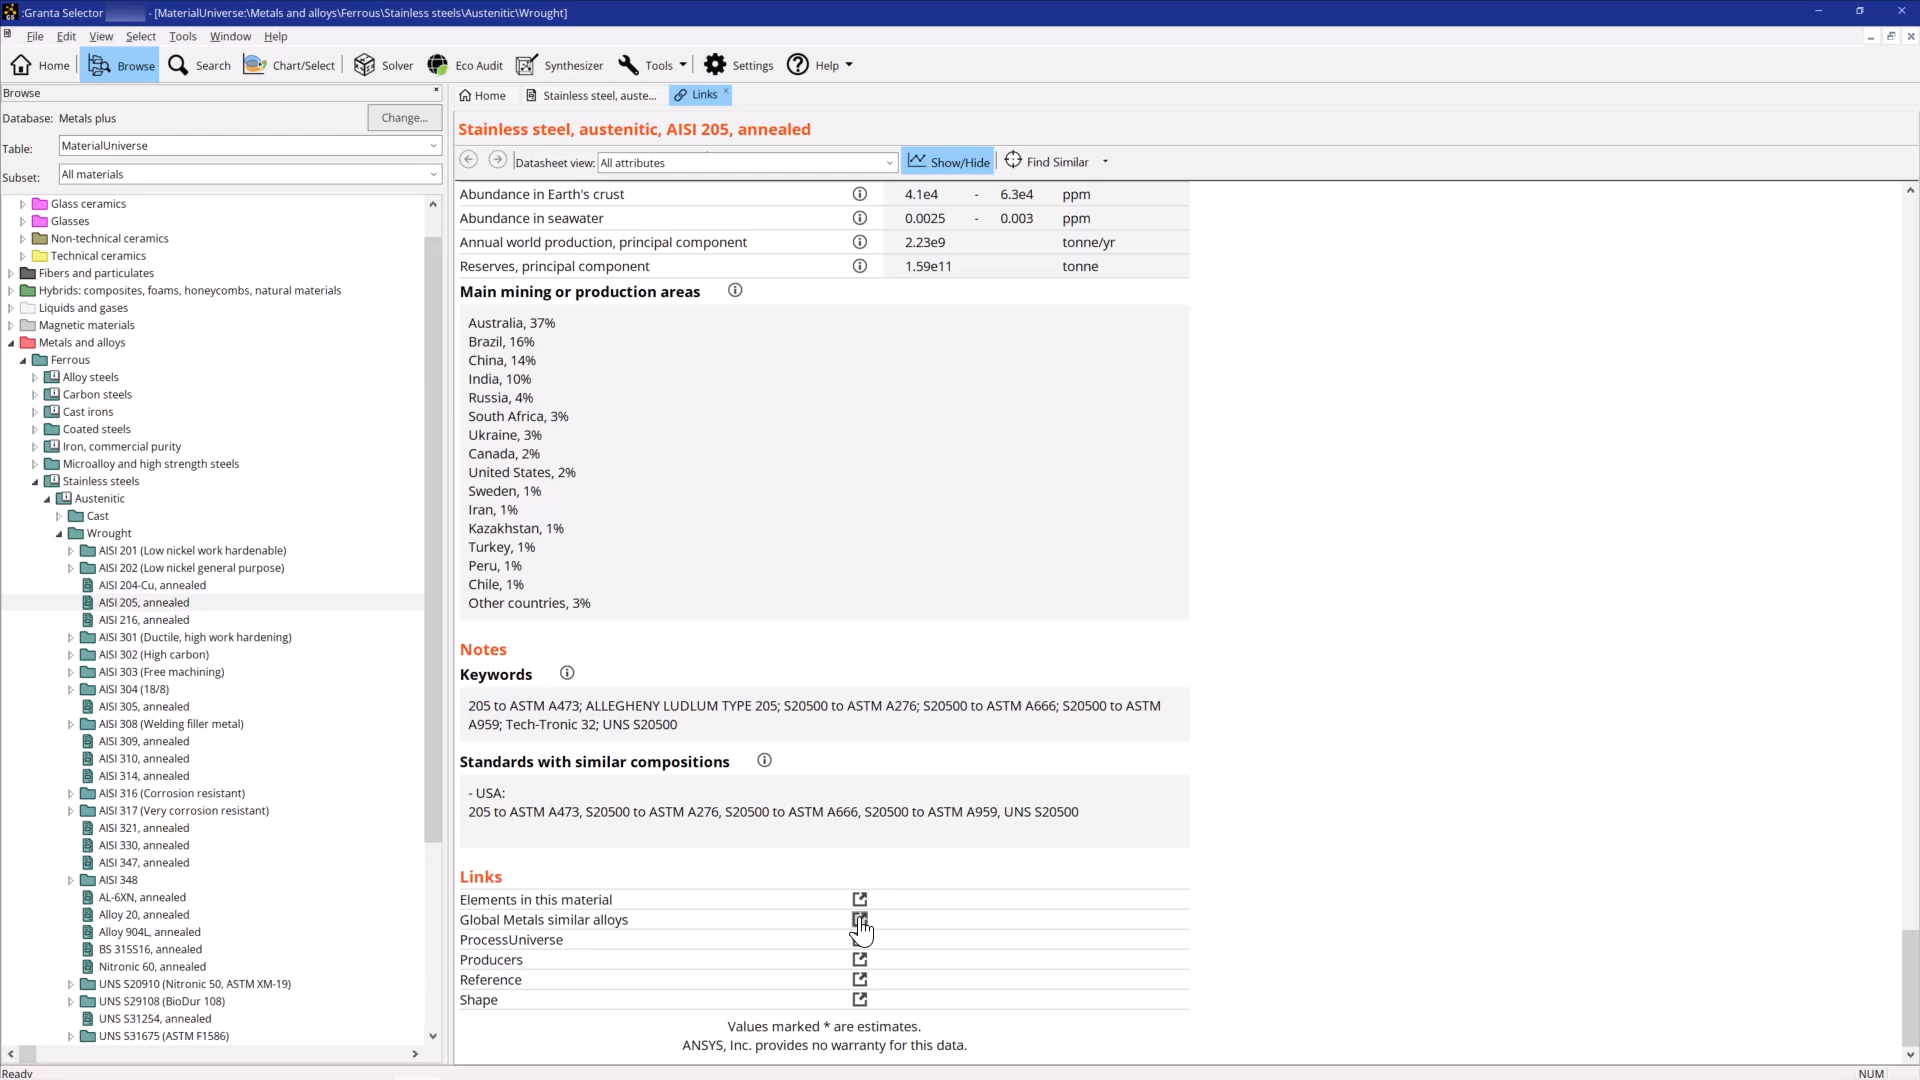 :Granta Selector - [MaterialUniverse:\Metals and alloys\Ferrous\Stainless steels\Austenitic\Wrought]
File Edit View Select Tools Window Help
Home Browse Search Chart/Select Solver Eco Audit Synthesizer Tools Settings Help
Browse
Database: Metals plus Change...
Table: MaterialUniverse
Subset: All materials
Glass ceramics
Glasses
Non-technical ceramics
Technical ceramics
Fibers and particulates
Hybrids: composites, foams, honeycombs, natural materials
Liquids and gases
Magnetic materials
Metals and alloys
Ferrous
Alloy steels
Carbon steels
Cast irons
Coated steels
Iron, commercial purity
Microalloy and high strength steels
Stainless steels
Austenitic
Cast
Wrought
AISI 201 (Low nickel work hardenable)
AISI 202 (Low nickel general purpose)
AISI 204-Cu, annealed
AISI 205, annealed
AISI 216, annealed
AISI 301 (Ductile, high work hardening)
AISI 302 (High carbon)
AISI 303 (Free machining)
AISI 304 (18/8)
AISI 305, annealed
AISI 308 (Welding filler metal)
AISI 309, annealed
AISI 310, annealed
AISI 314, annealed
AISI 316 (Corrosion resistant)
AISI 317 (Very corrosion resistant)
AISI 321, annealed
AISI 330, annealed
AISI 347, annealed
AISI 348
AL-6XN, annealed
Alloy 20, annealed
Alloy 904L, annealed
BS 315S16, annealed
Nitronic 60, annealed
UNS S20910 (Nitronic 50, ASTM XM-19)
UNS S29108 (BioDur 108)
UNS S31254, annealed
UNS S31675 (ASTM F1586)
Home Stainless steel, auste... Links
Stainless steel, austenitic, AISI 205, annealed
Datasheet view: All attributes Show/Hide Find Similar
Abundance in Earth's crust 4.1e4 - 6.3e4 ppm
Abundance in seawater 0.0025 - 0.003 ppm
Annual world production, principal component 2.23e9 tonne/yr
Reserves, principal component 1.59e11 tonne
Main mining or production areas
Australia, 37%
Brazil, 16%
China, 14%
India, 10%
Russia, 4%
South Africa, 3%
Ukraine, 3%
Canada, 2%
United States, 2%
Sweden, 1%
Iran, 1%
Kazakhstan, 1%
Turkey, 1%
Peru, 1%
Chile, 1%
Other countries, 3%
Notes
Keywords
205 to ASTM A473; ALLEGHENY LUDLUM TYPE 205; S20500 to ASTM A276; S20500 to ASTM A666; S20500 to ASTM
A959; Tech-Tronic 32; UNS S20500
Standards with similar compositions
- USA:
205 to ASTM A473, S20500 to ASTM A276, S20500 to ASTM A666, S20500 to ASTM A959, UNS S20500
Links
Elements in this material
Global Metals similar alloys
ProcessUniverse
Producers
Reference
Shape
Values marked * are estimates.
ANSYS, Inc. provides no warranty for this data.
Ready NUM